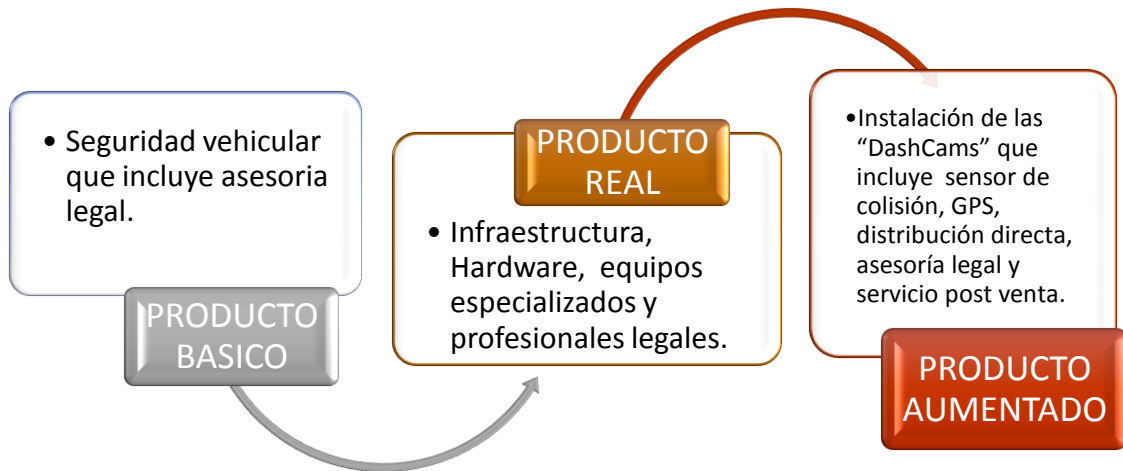 • Seguridad vehicular
que incluye asesoria
legal.
PRODUCTO
BASICO
PRODUCTO
REAL
• Infraestructura,
Hardware, equipos
especializados y
profesionales legales.
•Instalación de las
“DashCams” que
incluye sensor de
colisión, GPS,
distribución directa,
asesoría legal y
servicio post venta.
PRODUCTO
AUMENTADO